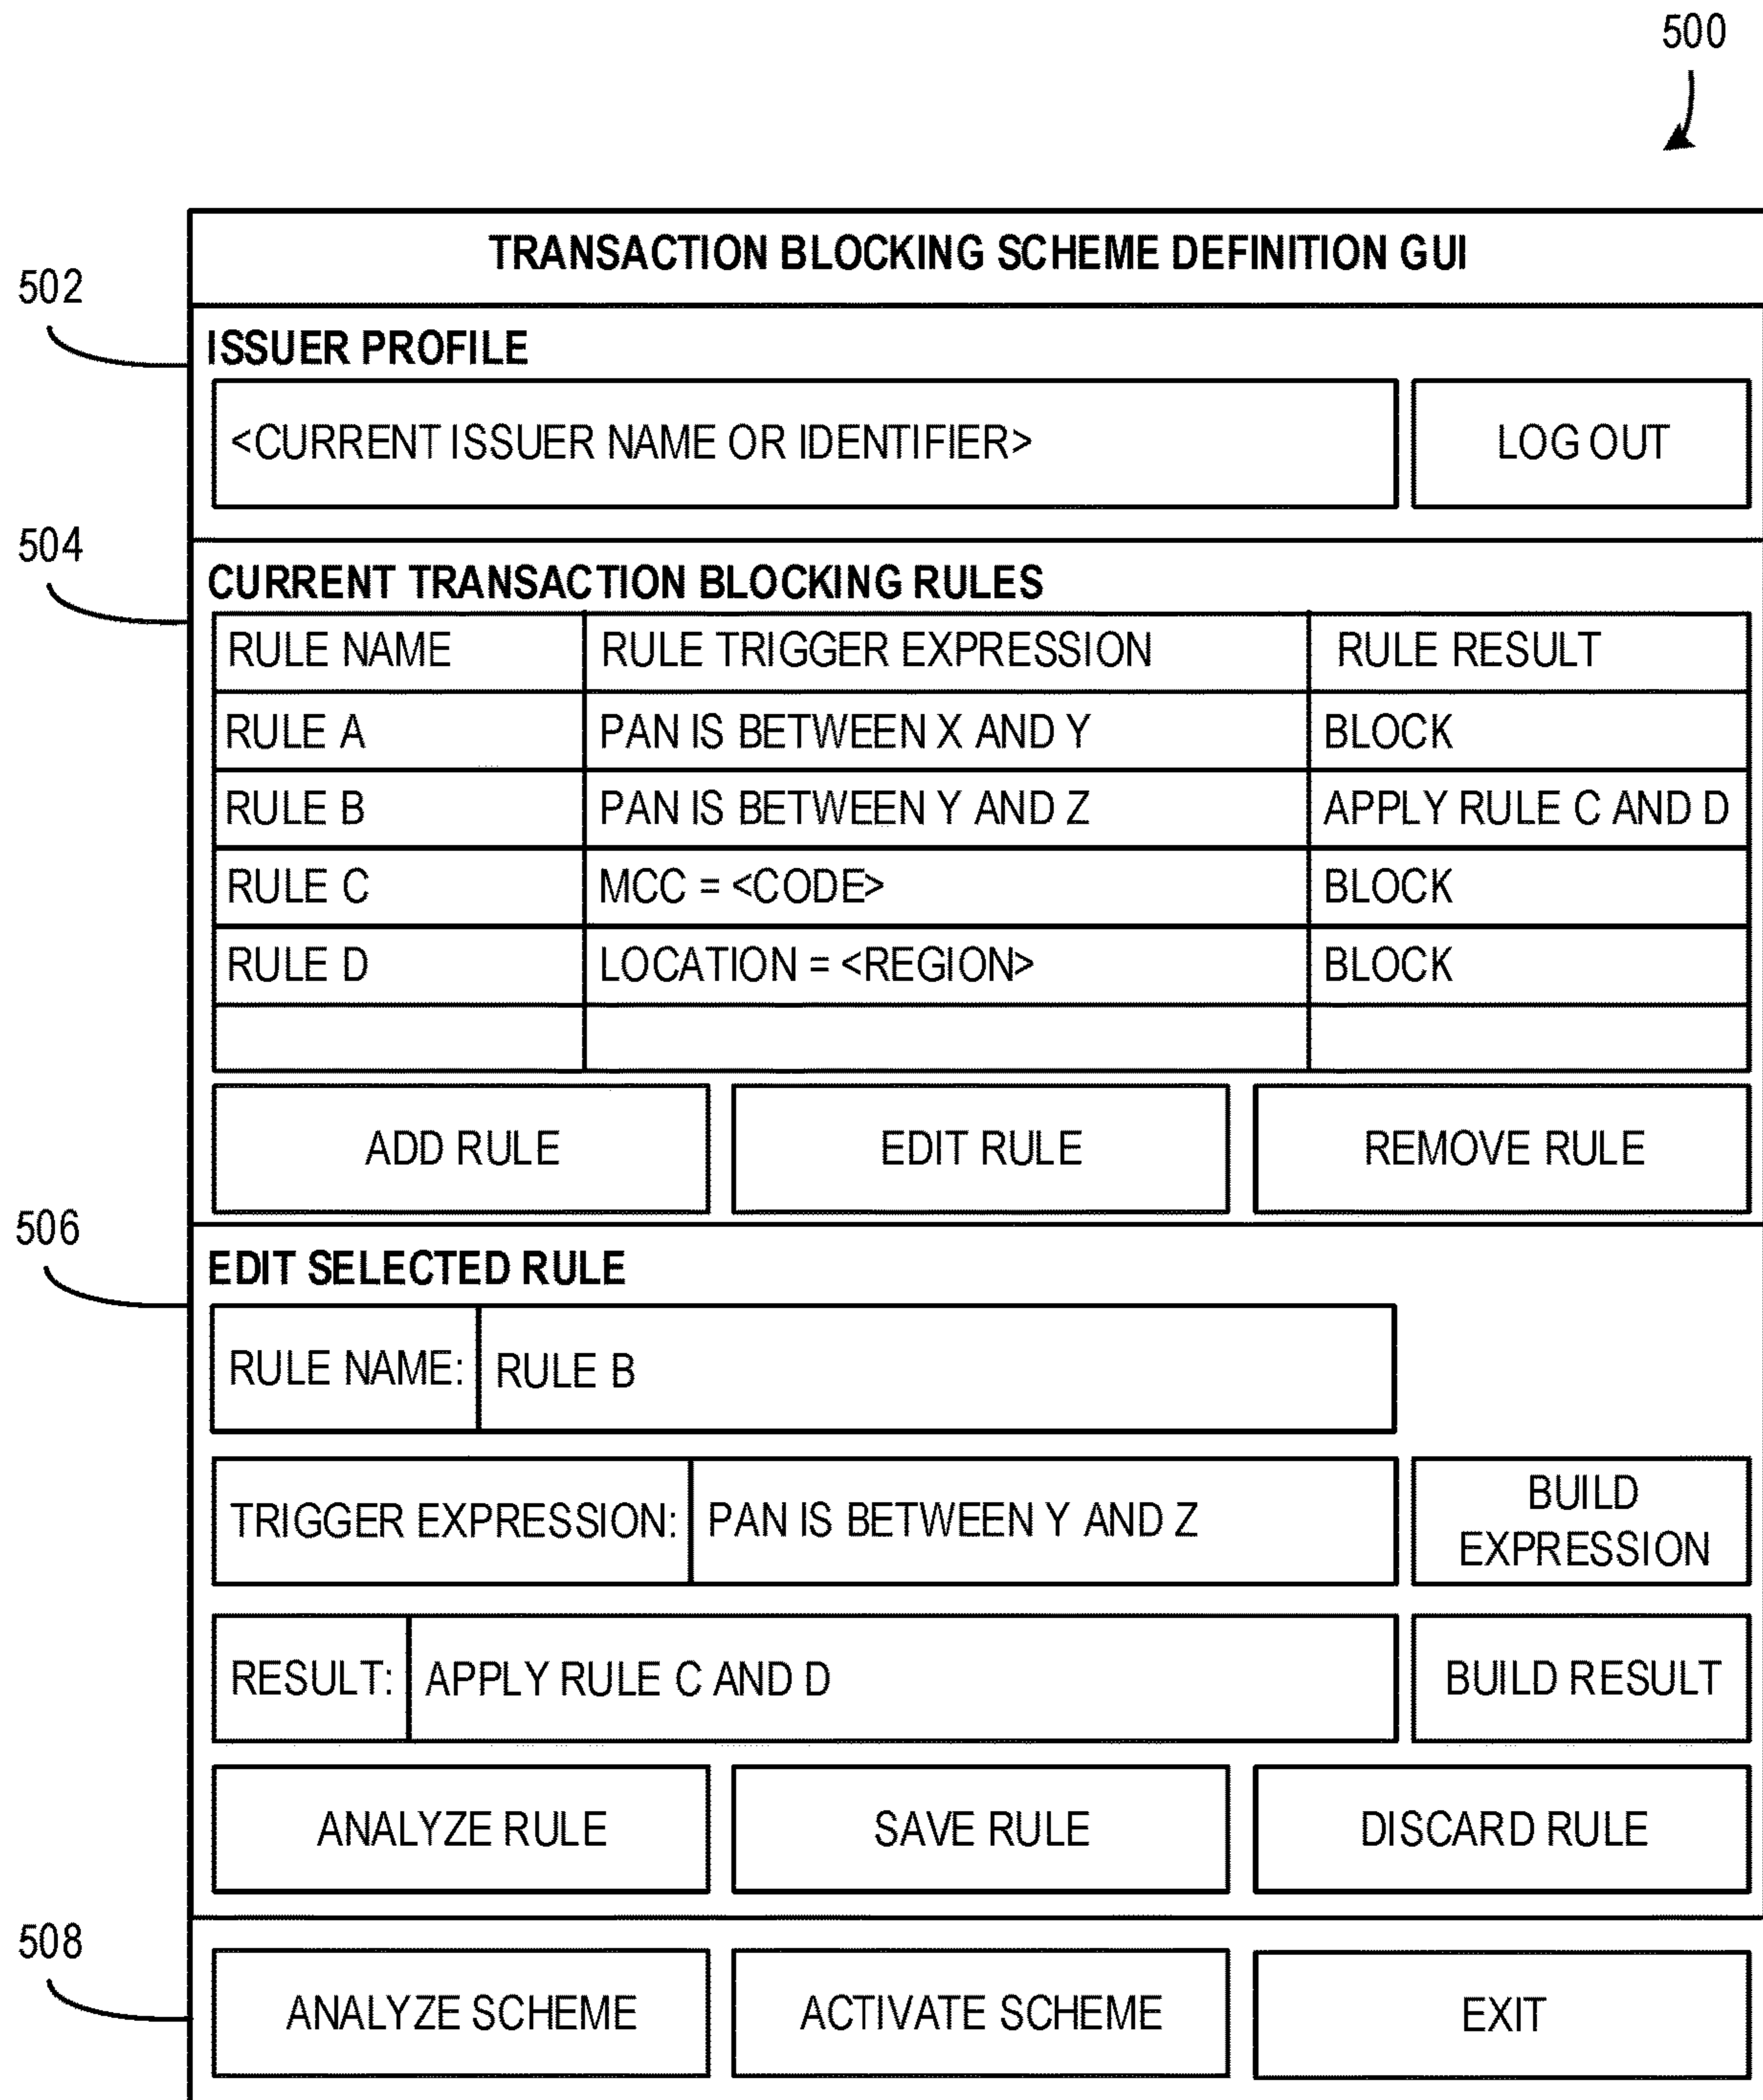 500
TRANSACTION BLOCKING SCHEME DEFINITION GUI
502
ISSUER PROFILE
<CURRENT ISSUER NAME OR IDENTIFIER>
LOG OUT
504
CURRENT TRANSACTION BLOCKING RULES
RULE NAME RULE TRIGGER EXPRESSION RULE RESULT
RULE A PAN IS BETWEEN X AND Y BLOCK
RULE B PAN IS BETWEEN Y AND Z APPLY RULE C AND D
RULE C MCC = <CODE> BLOCK
RULE D LOCATION = <REGION> BLOCK
ADD RULE EDIT RULE REMOVE RULE
506
EDIT SELECTED RULE
RULE NAME: RULE B
TRIGGER EXPRESSION: PAN IS BETWEEN Y AND Z
BUILD
EXPRESSION
RESULT: APPLY RULE C AND D
BUILD RESULT
ANALYZE RULE SAVE RULE DISCARD RULE
508
ANALYZE SCHEME ACTIVATE SCHEME EXIT